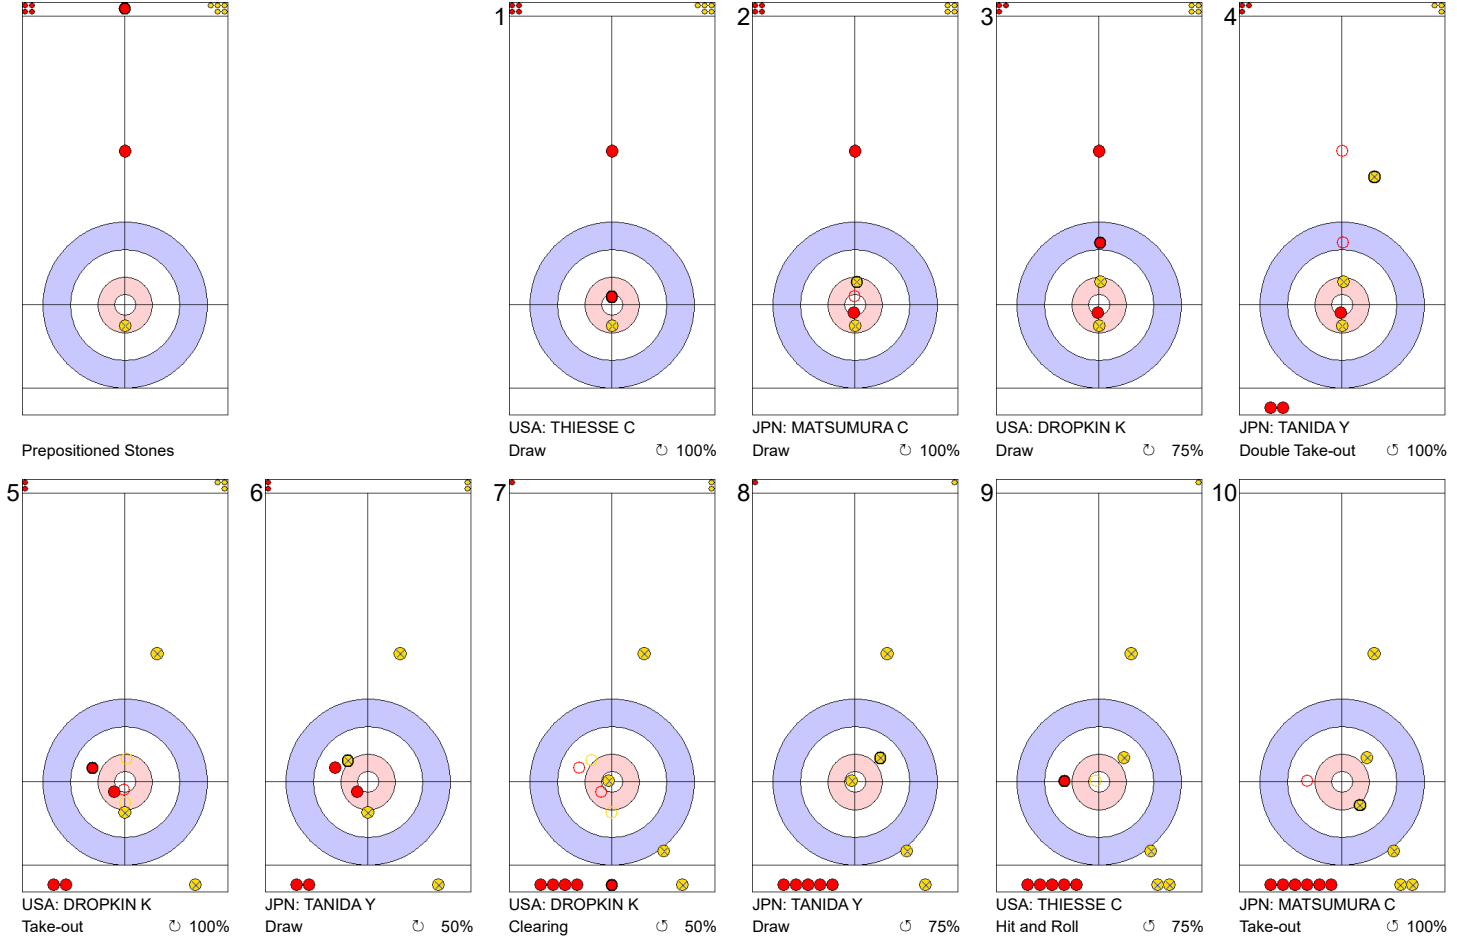 1
2
3
4
Prepositioned Stones
USA: THIESSE C
Draw ↻ 100%
JPN: MATSUMURA C
Draw ↻ 100%
USA: DROPKIN K
Draw ↻ 75%
JPN: TANIDA Y
Double Take-out ↺ 100%
5
6
7
8
9
10
USA: DROPKIN K
Take-out ↻ 100%
JPN: TANIDA Y
Draw ↻ 50%
USA: DROPKIN K
Clearing ↺ 50%
JPN: TANIDA Y
Draw ↺ 75%
USA: THIESSE C
Hit and Roll ↺ 75%
JPN: MATSUMURA C
Take-out ↺ 100%